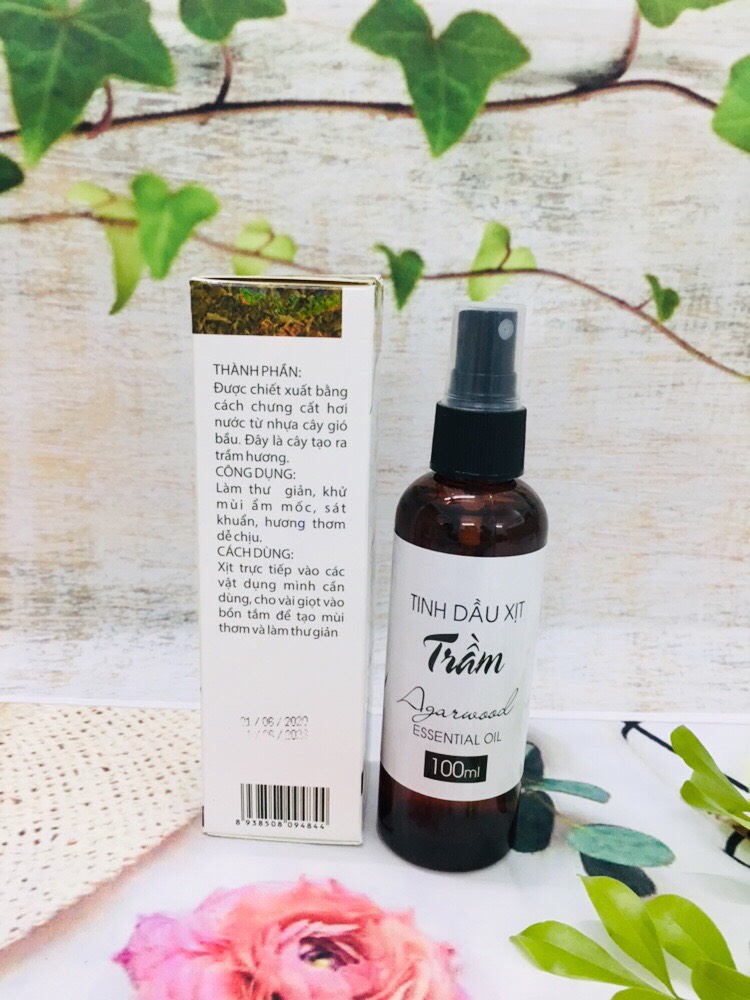 THÀNH PHẦN:
Được chiết xuất bằng
cách chưng cất hơi
nước từ nhựa cây gió
bầu. Đây là cây tạo ra
trầm hương.
CÔNG DỤNG:
Làm thư giản, khử
mùi ẩm mốc, sát
khuẩn, hương thơm
dễ chịu.
CÁCH DÙNG:
Xịt trực tiếp vào các
vật dụng mình cần
dùng, cho vài giọt vào
bồn tắm để tạo mùi
thơm và làm thư giản
01/06/2020
8 938508 094844
TINH DẦU XỊT
Trầm
Agarwood
ESSENTIAL OIL
100ml